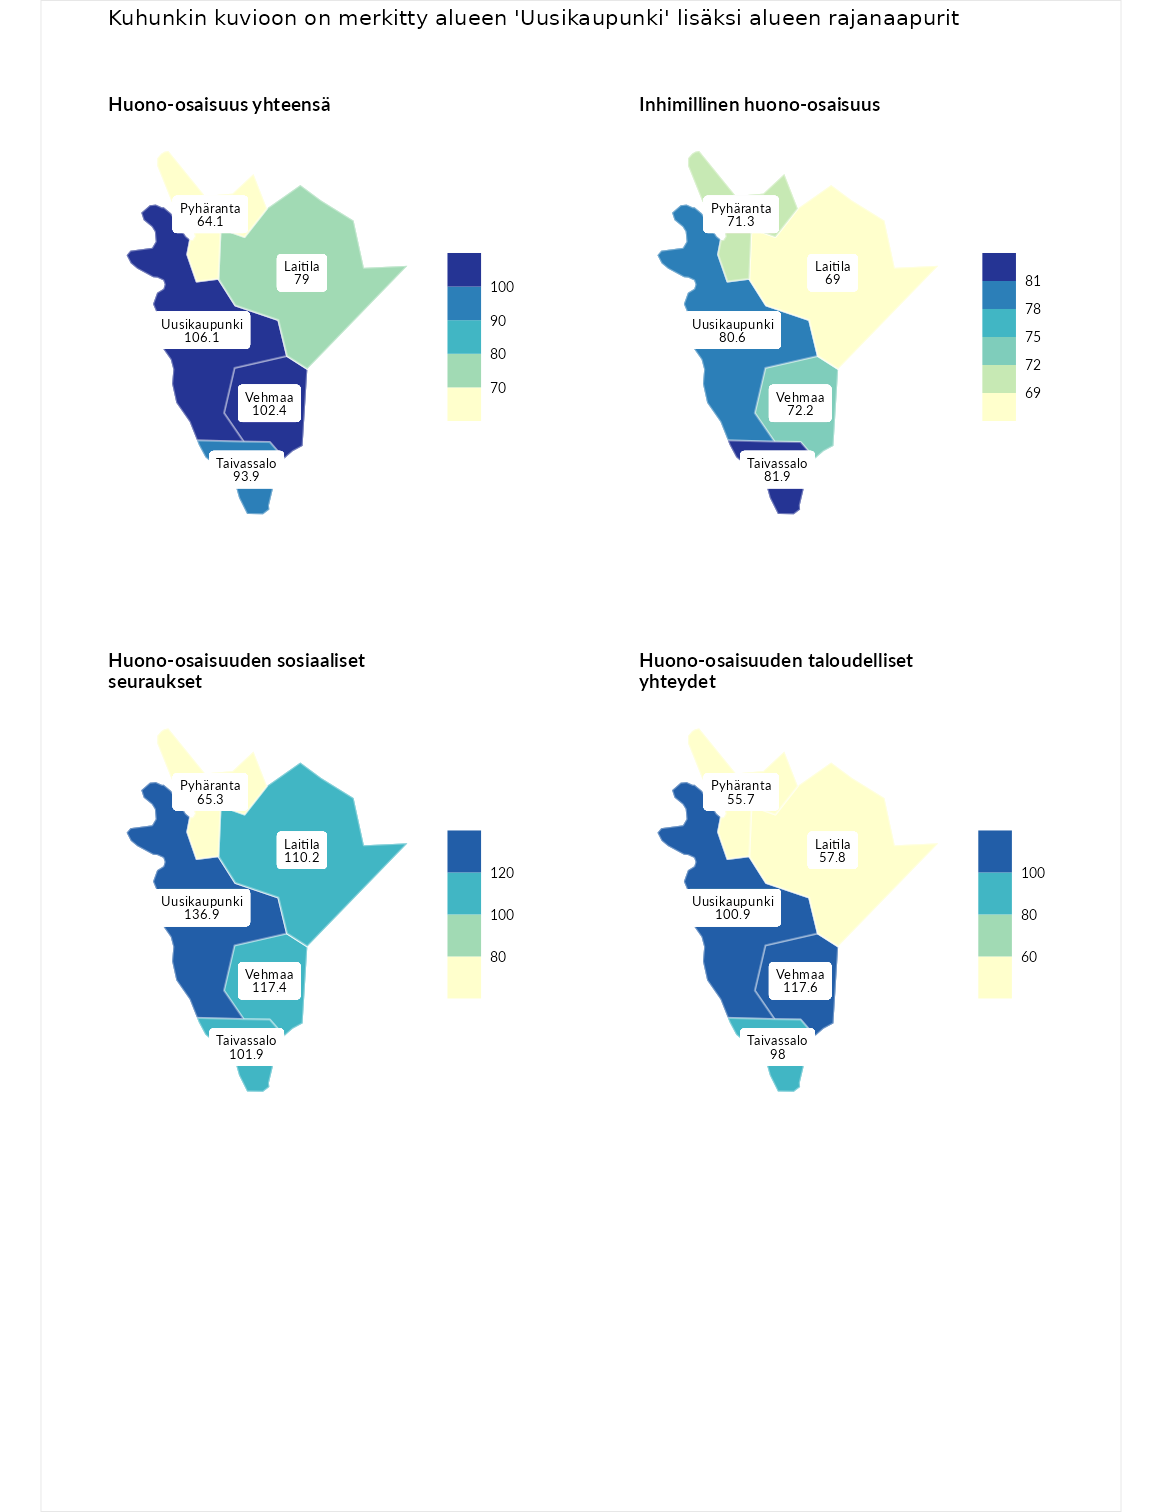 Kuhunkin kuvioon on merkitty alueen 'Uusikaupunki' lisäksi alueen rajanaapurit
Huono-osaisuus yhteensä
Pyhäranta
64.1
Laitila
79
Uusikaupunki
106.1
Vehmaa
102.4
Taivassalo
93.9
100
90
80
70
Inhimillinen huono-osaisuus
Pyhäranta
71.3
Laitila
69
Uusikaupunki
80.6
Vehmaa
72.2
Taivassalo
81.9
81
78
75
72
69
Huono-osaisuuden sosiaaliset
seuraukset
Pyhäranta
65.3
Laitila
110.2
Uusikaupunki
136.9
Vehmaa
117.4
Taivassalo
101.9
120
100
80
Huono-osaisuuden taloudelliset
yhteydet
Pyhäranta
55.7
Laitila
57.8
Uusikaupunki
100.9
Vehmaa
117.6
Taivassalo
98
100
80
60